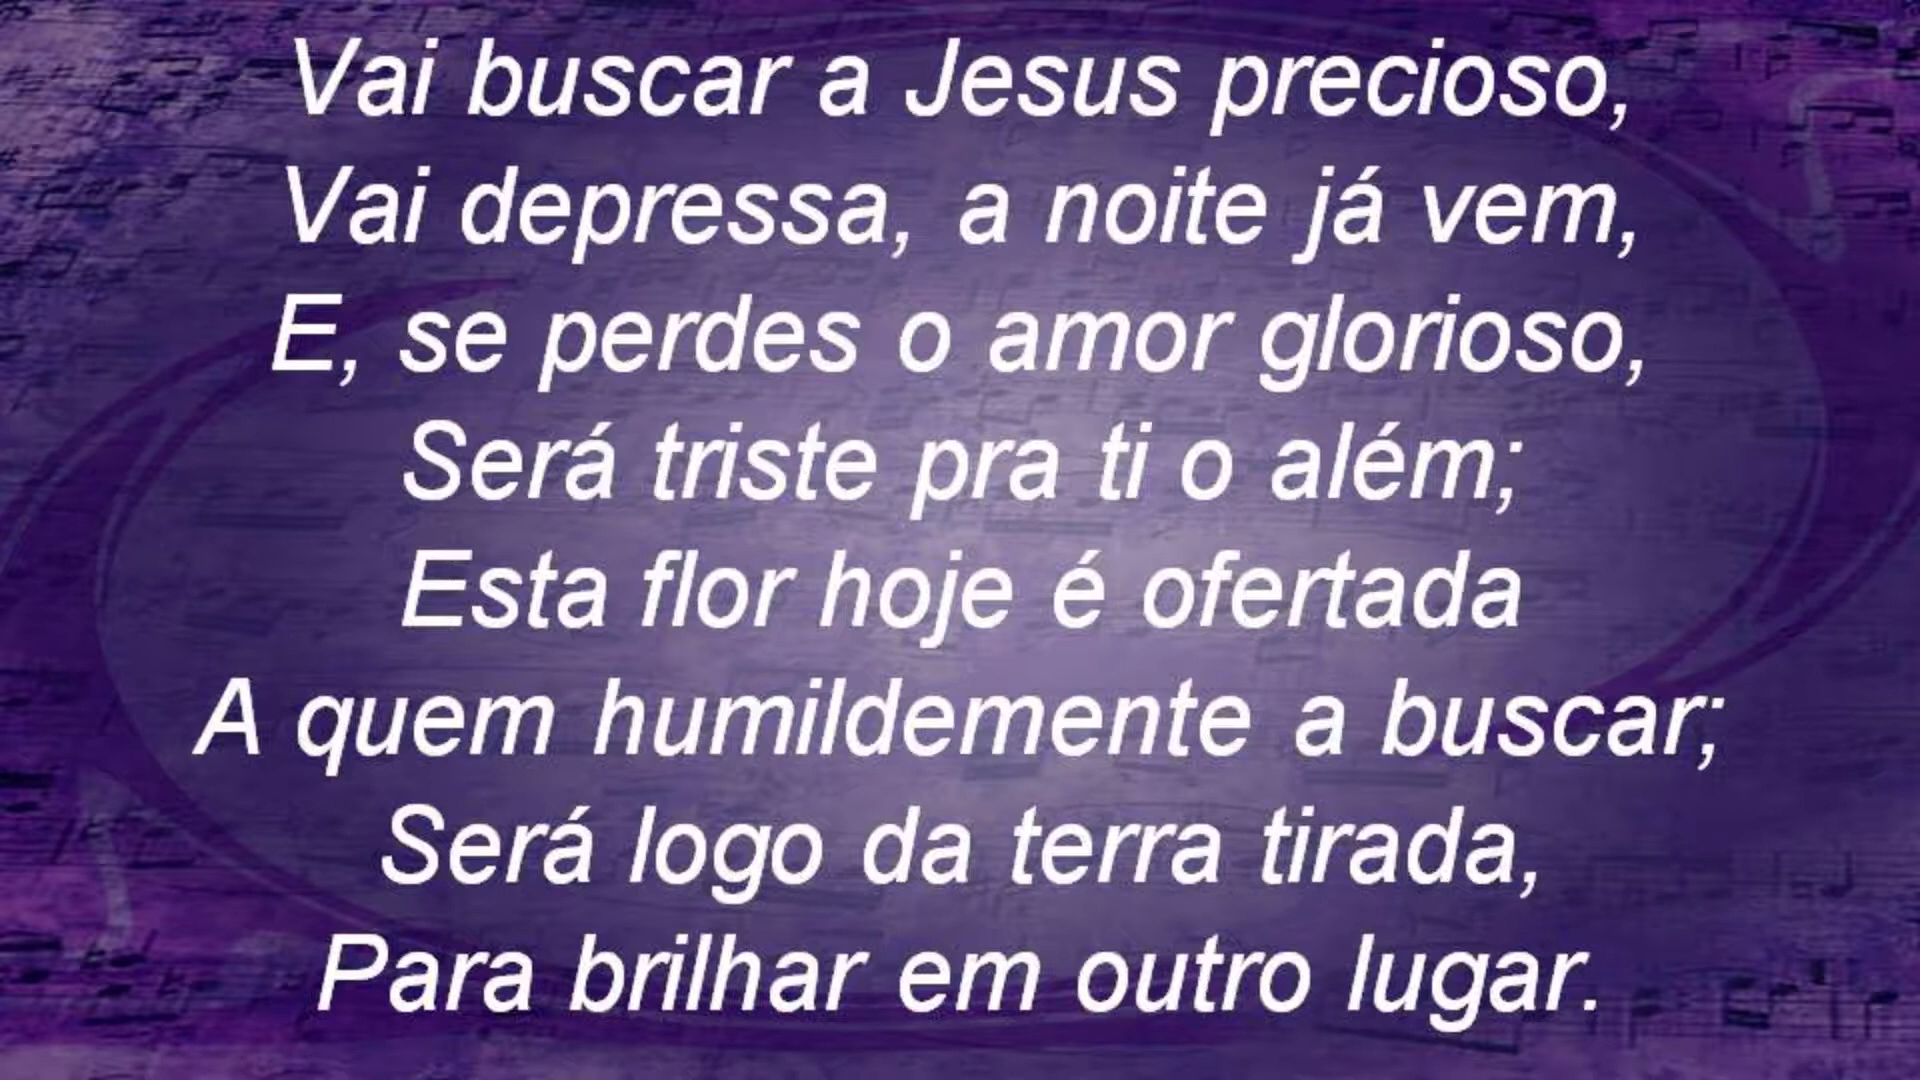 Vai buscar a Jesus precioso,
Vai depressa, a noite já vem,
E, se perdes o amor glorioso,
Será triste pra ti o além;
Esta flor hoje é ofertada
A quem humildemente a buscar;
Será logo da terra tirada,
Para brilhar em outro lugar.